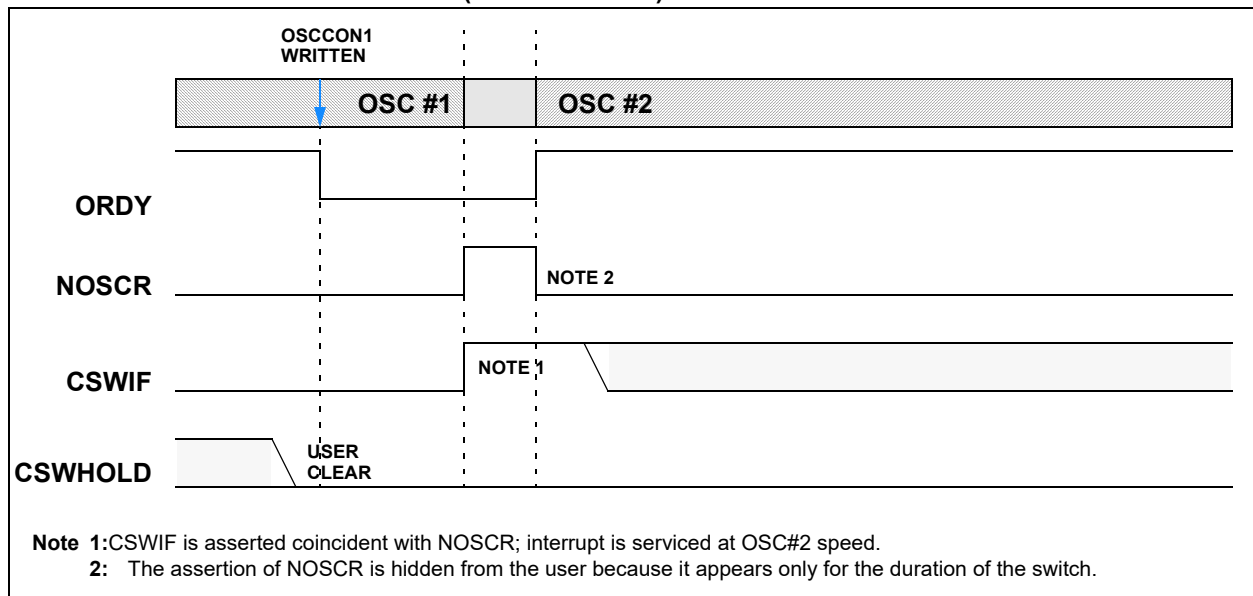 OSCCON1
WRITTEN
OSC #1
OSC #2
ORDY
NOSCR
NOTE 2
CSWIF
NOTE 1
CSWHOLD
USER
CLEAR
Note 1:CSWIF is asserted coincident with NOSCR; interrupt is serviced at OSC#2 speed.
2: The assertion of NOSCR is hidden from the user because it appears only for the duration of the switch.